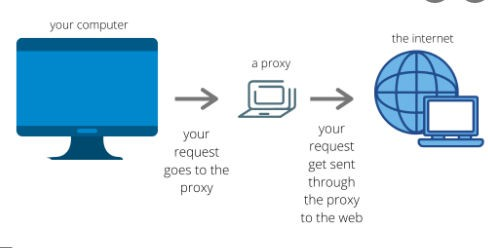 your computer
the internet
a proxy
your
request
goes to the
proxy
your
request
get sent
through
the proxy
to the web